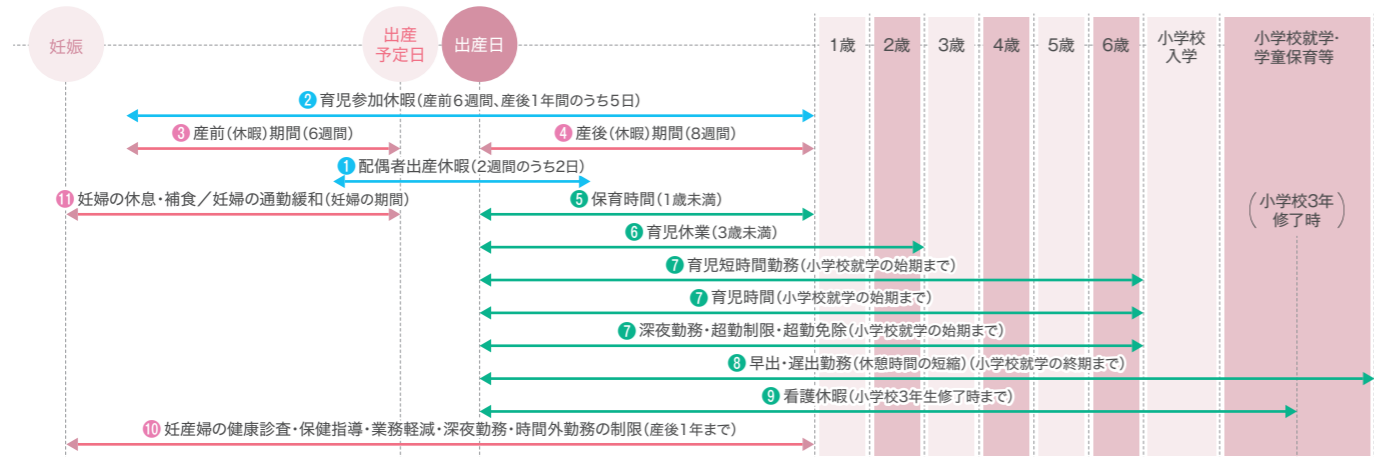 妊娠
出産
予定日
出産日
1歳
2歳
3歳
4歳
5歳
6歳
小学校
入学
小学校就学・
学童保育等
❷育児参加休暇(産前6週間、産後1年間のうち5日)
❸産前(休暇)期間(6週間)
❹産後(休暇)期間(8週間)
❶配偶者出産休暇(2週間のうち2日)
⓫妊婦の休息・補食/妊婦の通勤緩和(妊婦の期間)
❺保育時間(1歳未満)
(小学校3年
修了時)
❻育児休業(3歳未満)
❼育児短時間勤務(小学校就学の始期まで)
❼育児時間(小学校就学の始期まで)
❼深夜勤務・超勤制限・超勤免除(小学校就学の始期まで)
❽早出・遅出勤務(休憩時間の短縮)(小学校就学の終期まで)
❾看護休暇(小学校3年生修了時まで)
❿妊産婦の健康診査・保健指導・業務軽減・深夜勤務・時間外勤務の制限(産後1年まで)